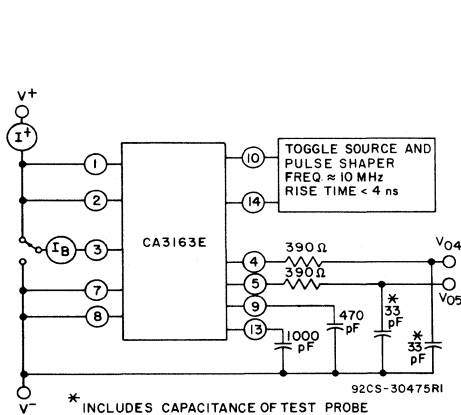 V+
I+
1
2
IB
3
7
8
CA3163E
10
14
TOGGLE SOURCE AND
PULSE SHAPER
FREQ. ≈ 10 MHz
RISE TIME < 4 ns
4
390 Ω
VO4
5
390 Ω
VO5
9
470
pF
13
1000
pF
*
33
pF
*
33
pF
V-
92CS-30475R1
* INCLUDES CAPACITANCE OF TEST PROBE